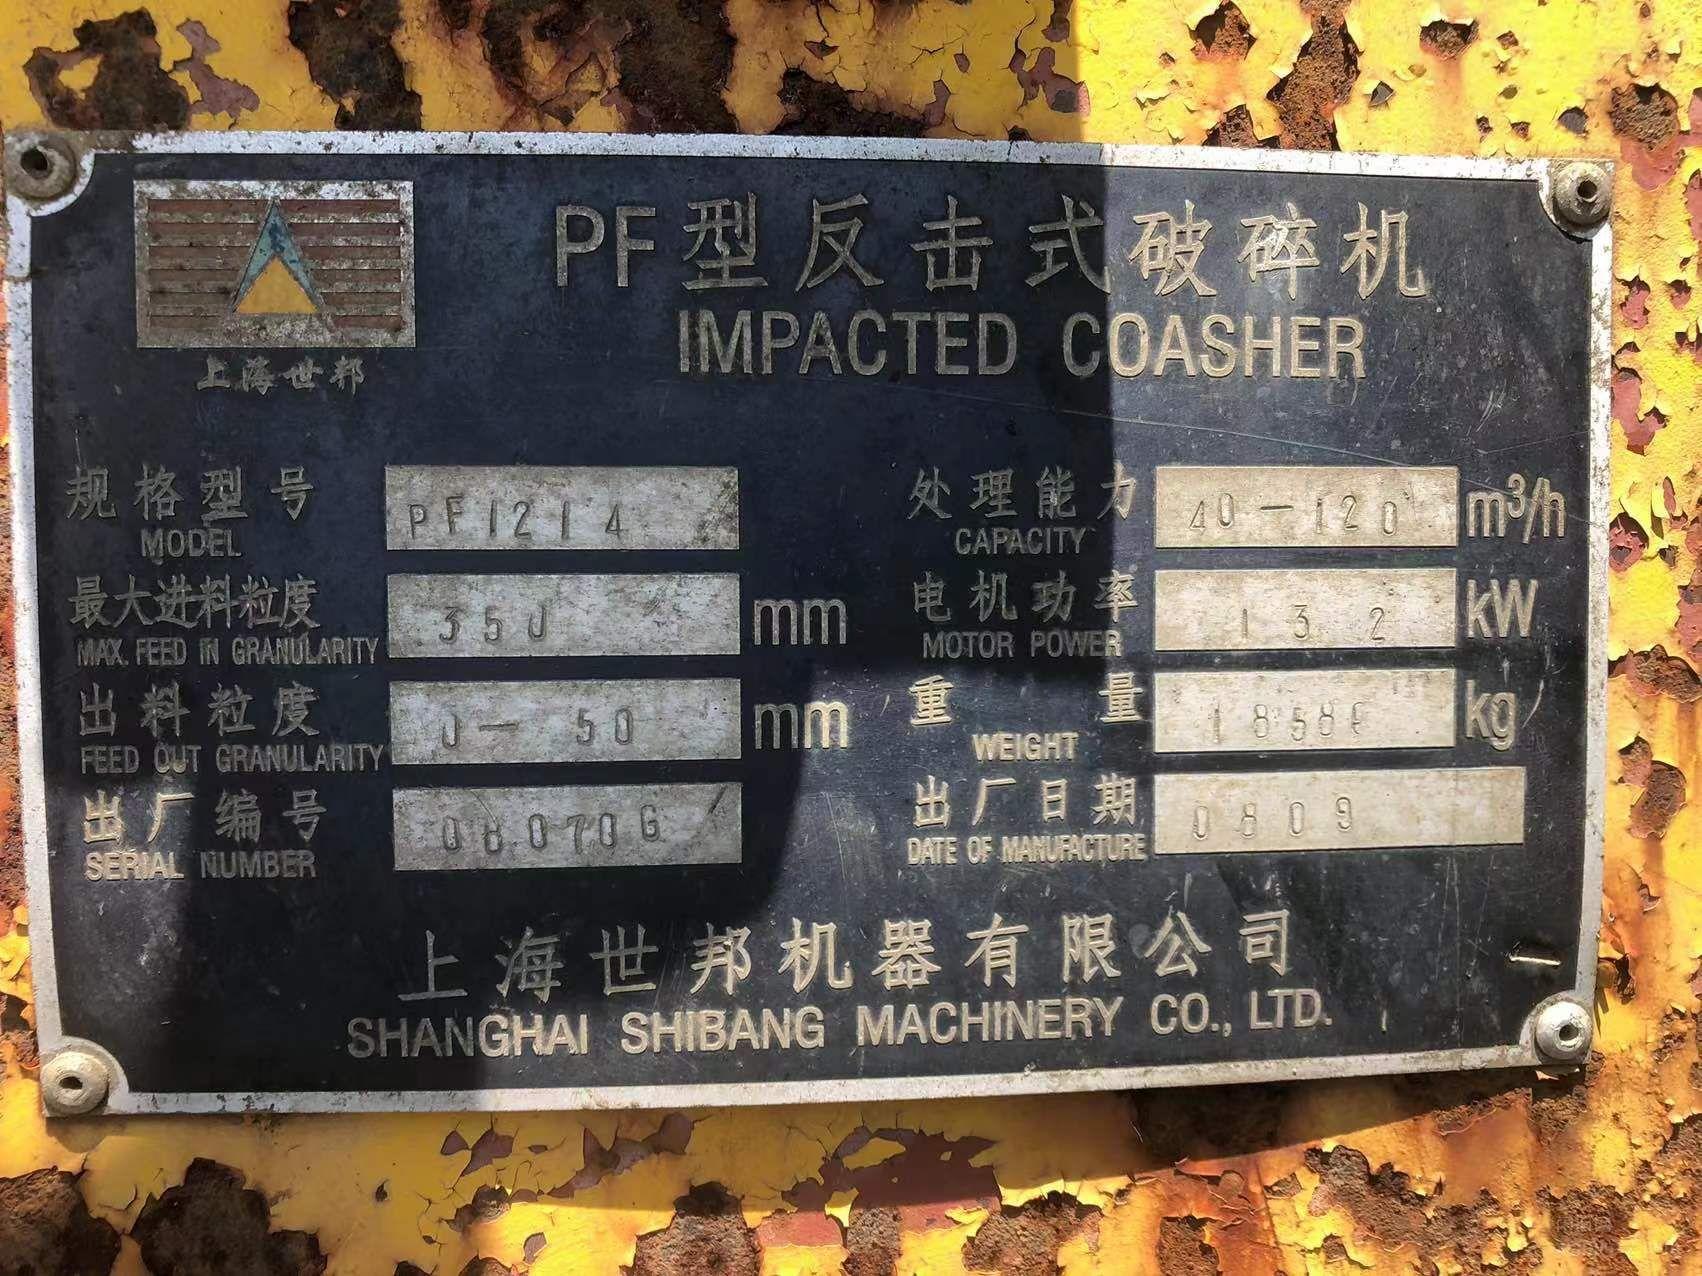 PF型反击式破碎机
IMPACTED COASHER
上海世邦
规格型号 PF1214
MODEL
最大进料粒度 350 mm
MAX. FEED IN GRANULARITY
出料粒度 0-50 mm
FEED OUT GRANULARITY
出厂编号 080706
SERIAL NUMBER
处理能力 40-120 m³/h
CAPACITY
电机功率 132 kW
MOTOR POWER
重量 kg
WEIGHT
出厂日期 0809
DATE OF MANUFACTURE
上海世邦机器有限公司
SHANGHAI SHIBANG MACHINERY CO., LTD.